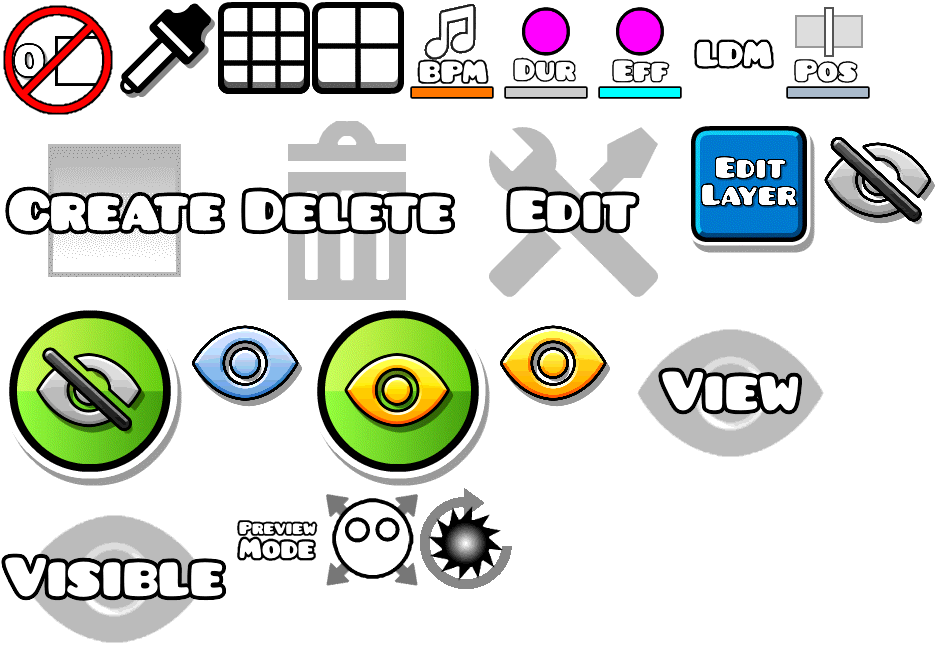 0
BPM
DUR
EFF
LDM
POS
CREATE
DELETE
EDIT
EDIT
LAYER
VIEW
VISIBLE
PREVIEW
MODE